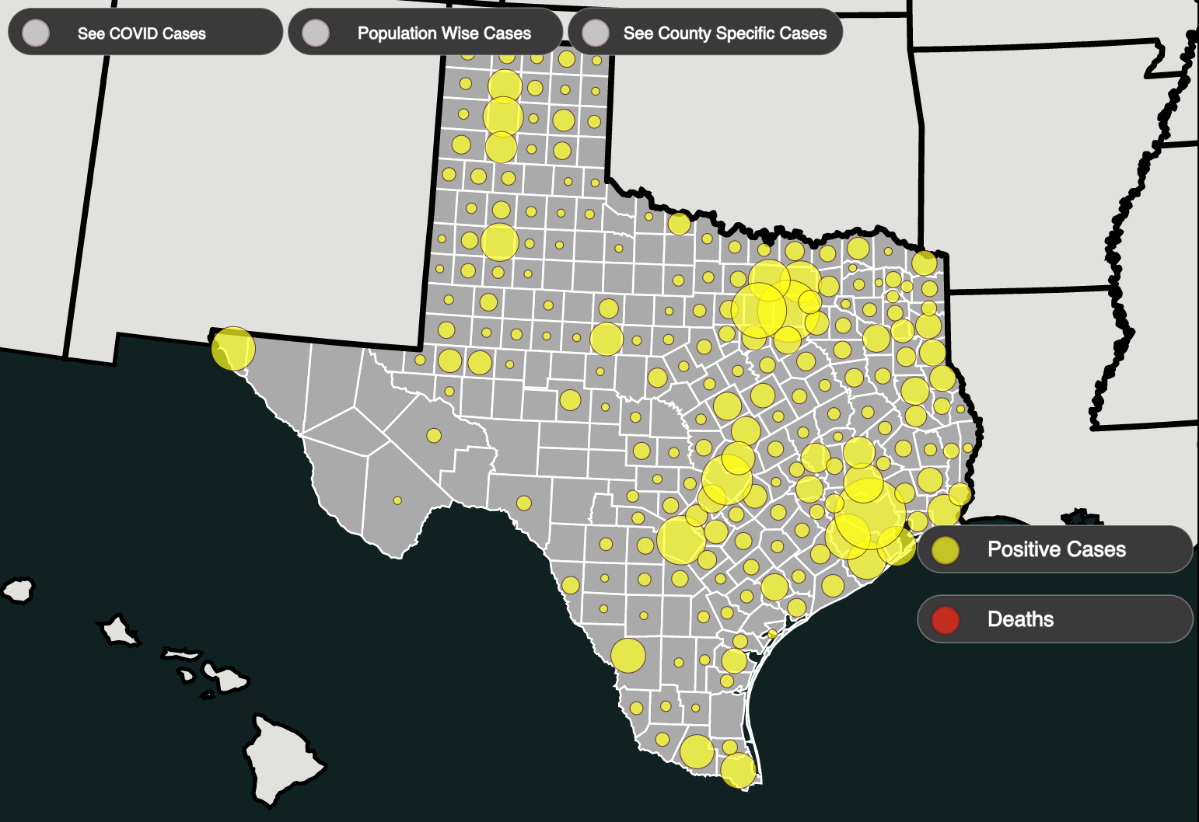 See COVID Cases
Population Wise Cases
See County Specific Cases
Positive Cases
Deaths